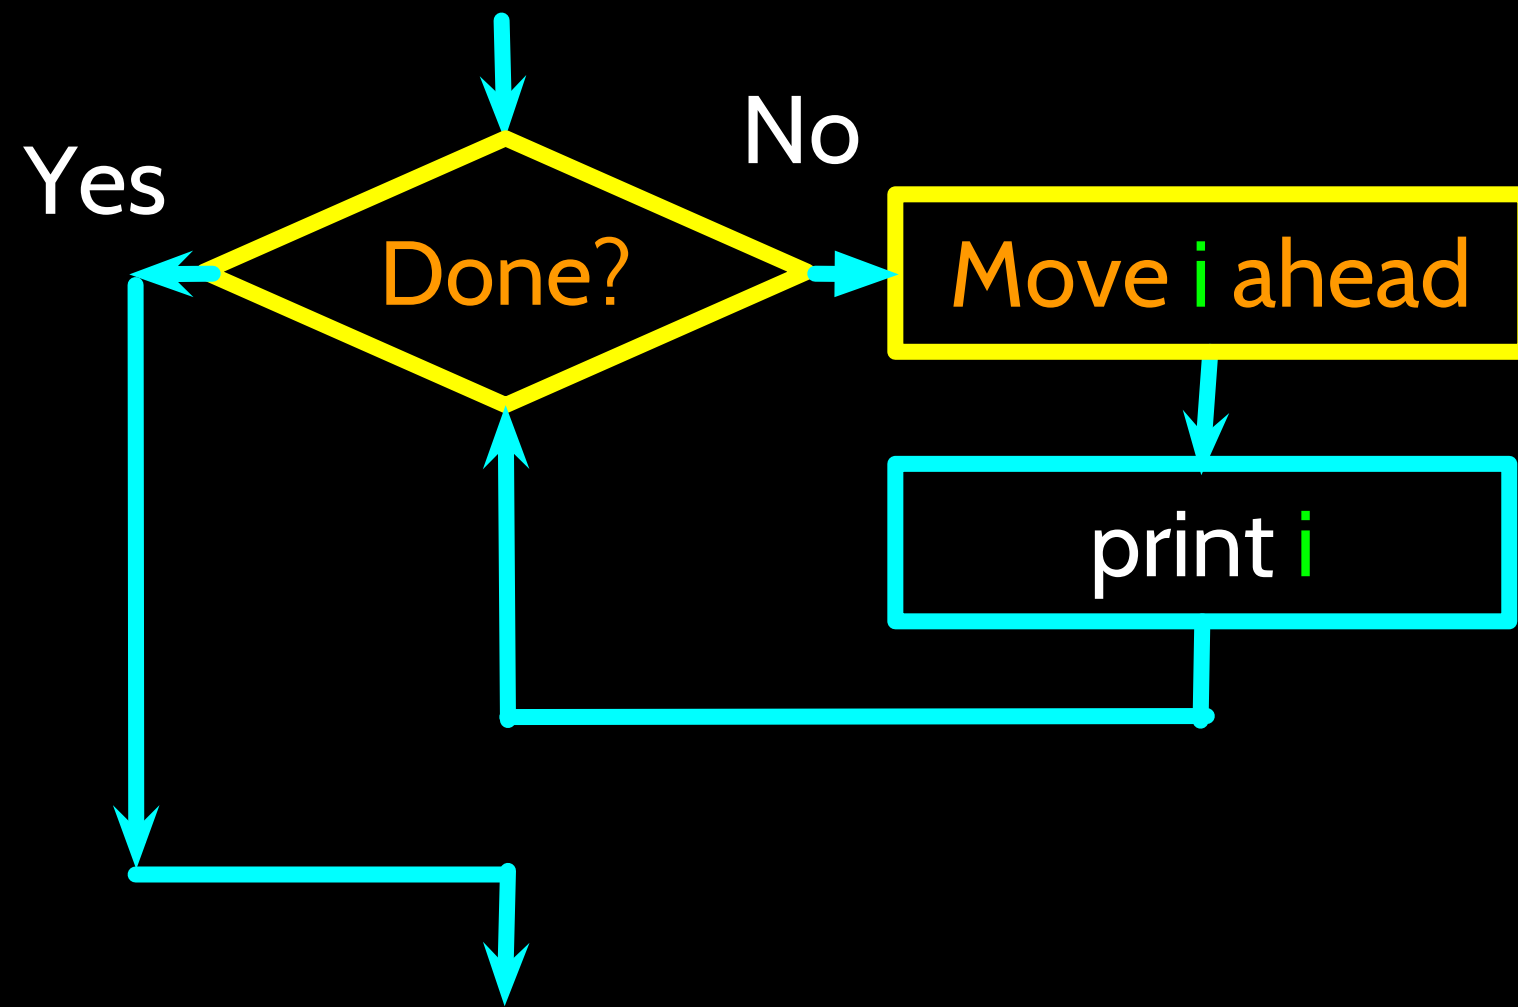 No
Yes
Done?
Move i ahead
print i